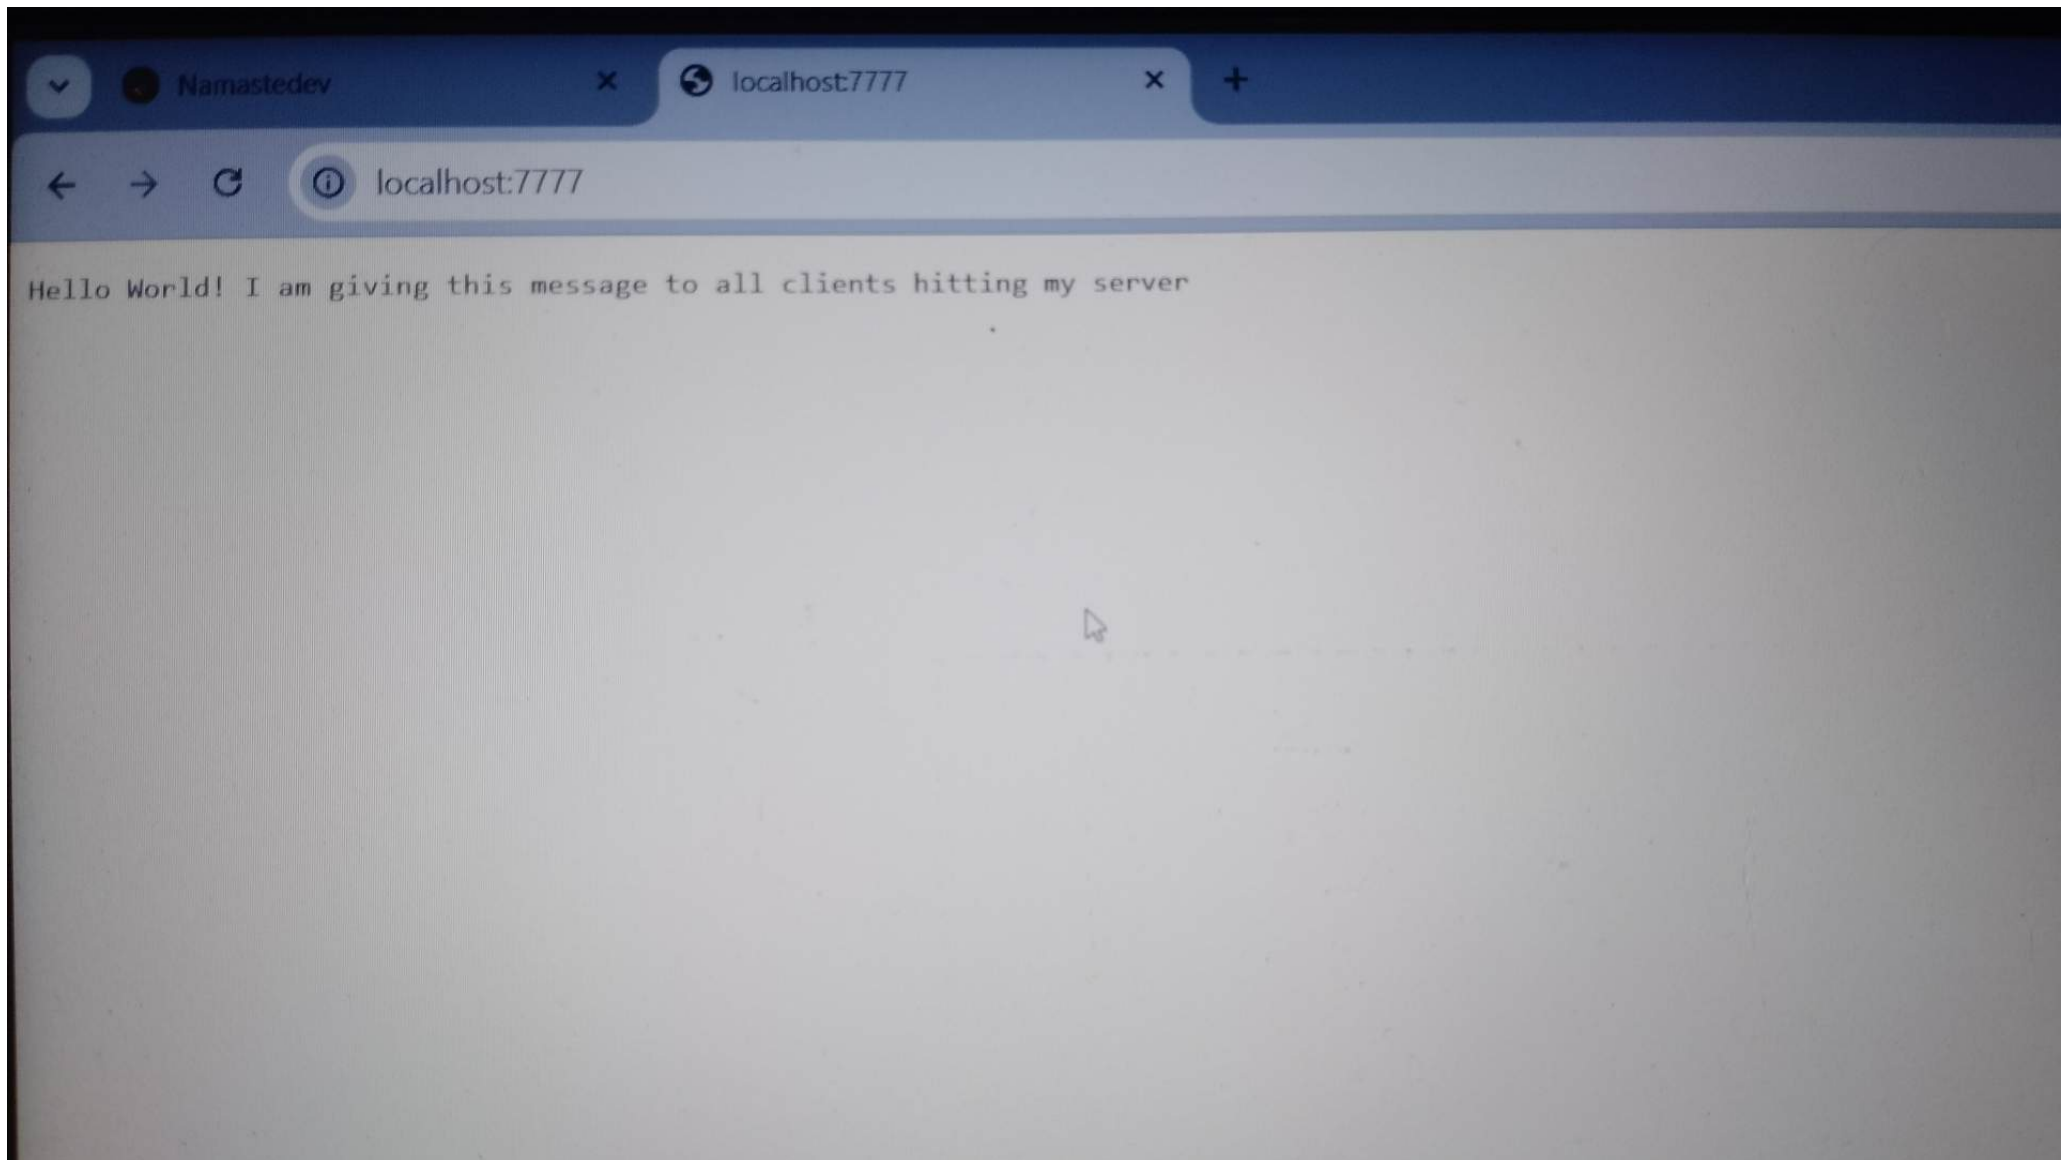 Namastedev
localhost:7777
localhost:7777
Hello World! I am giving this message to all clients hitting my server